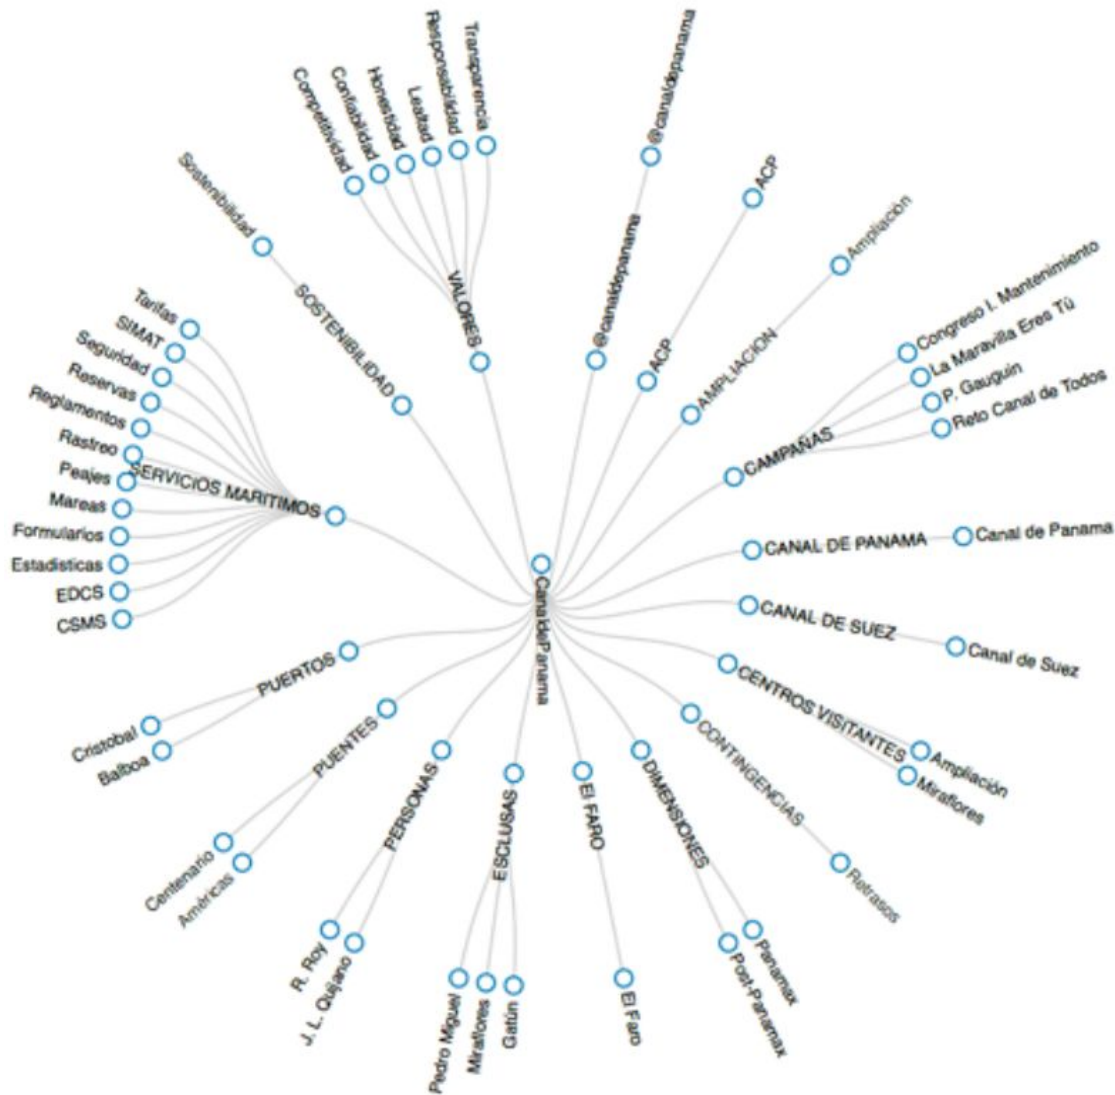 CanaldePanama
@canaldepanama
@canaldepanama
ACP
ACP
AMPLIACION
Ampliación
CAMPAÑAS
Congreso I. Mantenimiento
La Maravilla Eres Tú
P. Gauguin
Reto Canal de Todos
CANAL DE PANAMA
Canal de Panama
CANAL DE SUEZ
Canal de Suez
CENTROS VISITANTES
Ampliación
Miraflores
CONTINGENCIAS
Retrasos
DIMENSIONES
Panamax
Post-Panamax
El FARO
El Faro
ESCLUSAS
Gatún
Miraflores
Pedro Miguel
PERSONAS
J. L. Quijano
R. Roy
PUENTES
Américas
Centenario
PUERTOS
Balboa
Cristobal
SERVICIOS MARITIMOS
CSMS
EDCS
Estadisticas
Formularios
Mareas
Peajes
Rastreo
Reglamentos
Reservas
Seguridad
SIMAT
Tarifas
SOSTENIBILIDAD
Sostenibilidad
VALORES
Competitividad
Confiabilidad
Honestidad
Lealtad
Responsabilidad
Transparencia